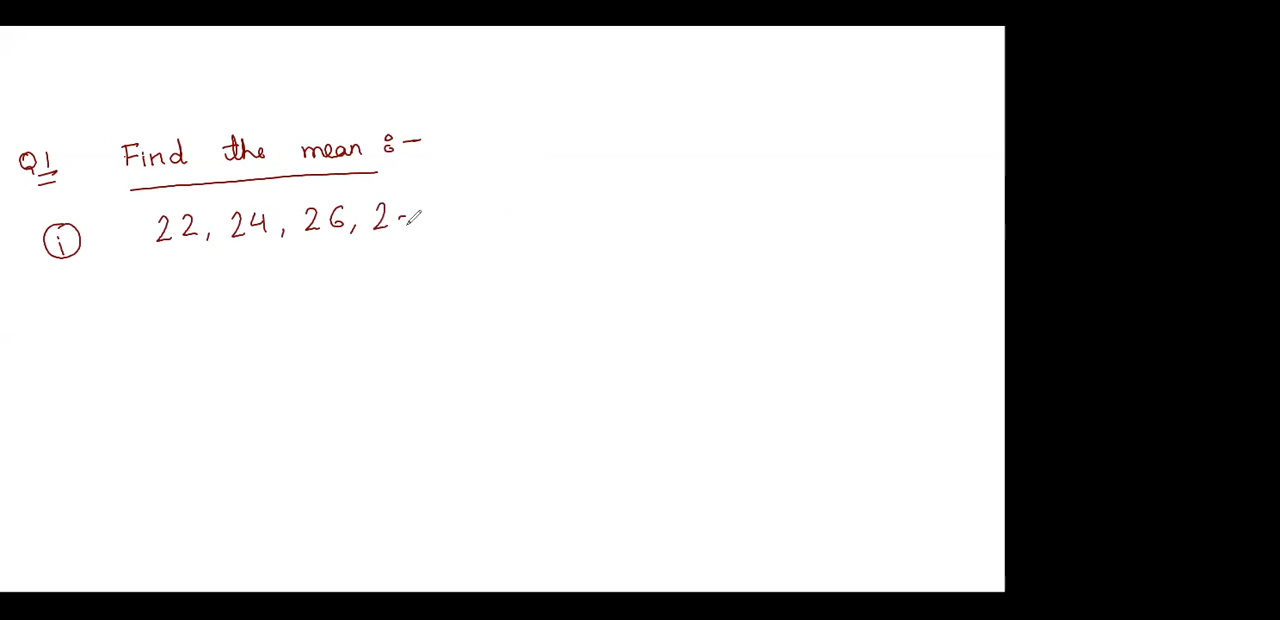 Q1 Find the mean :-
(i) 22, 24, 26, 2